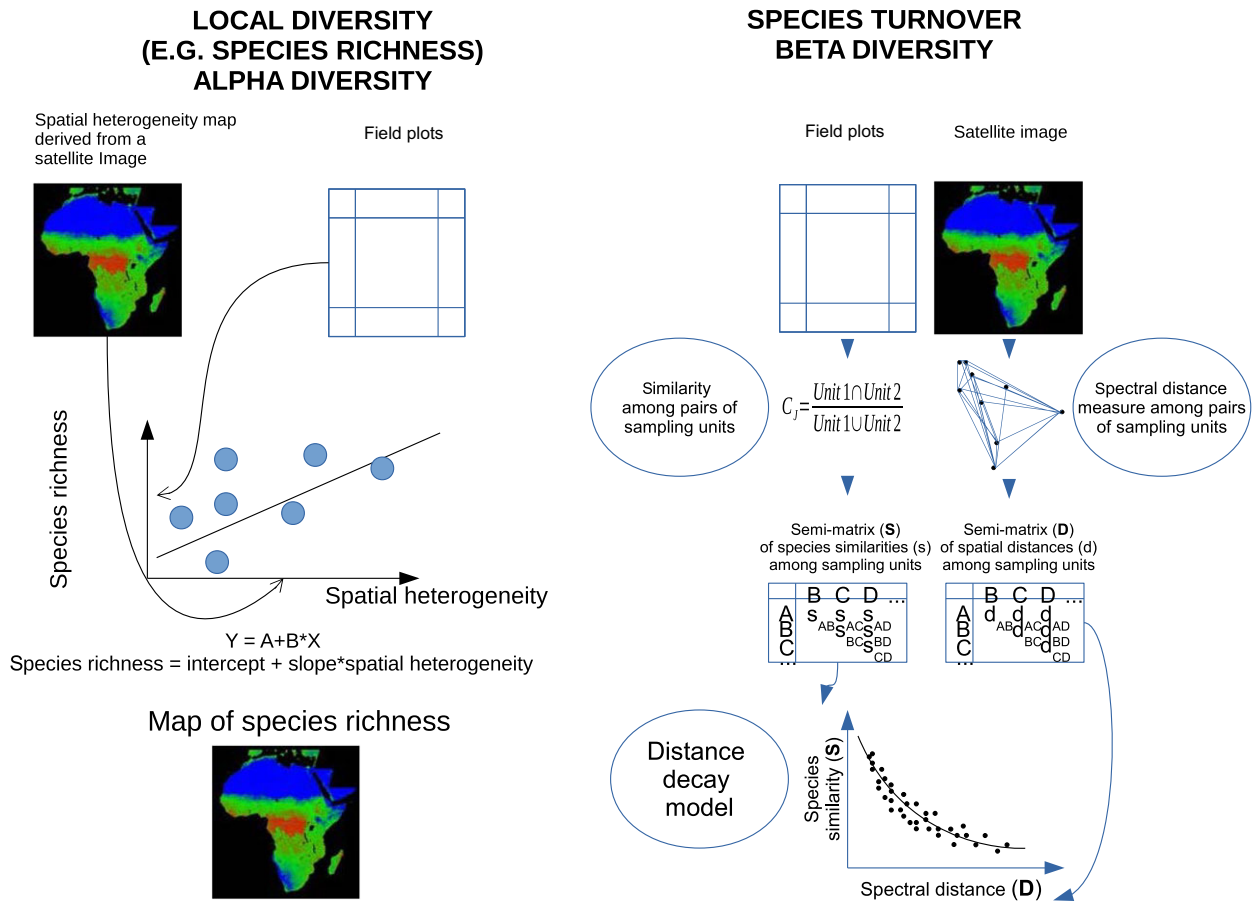 LOCAL DIVERSITY
(E.G. SPECIES RICHNESS)
ALPHA DIVERSITY
Spatial heterogeneity map
derived from a
satellite Image
Field plots
Species richness
Spatial heterogeneity
Y = A+B*X
Species richness = intercept + slope*spatial heterogeneity
Map of species richness
SPECIES TURNOVER
BETA DIVERSITY
Field plots
Satellite image
Similarity
among pairs of
sampling units
C_J = Unit 1∩Unit 2
Unit 1∪Unit 2
Spectral distance
measure among pairs
of sampling units
Semi-matrix (S)
of species similarities (s)
among sampling units
B C D ...
A s_AB s_AC s_AD
B s_BC s_BD
C s_CD
...
Semi-matrix (D)
of spatial distances (d)
among sampling units
B C D ...
A d_AB d_AC d_AD
B d_BC d_BD
C d_CD
...
Distance
decay
model
Species
similarity (S)
Spectral distance (D)